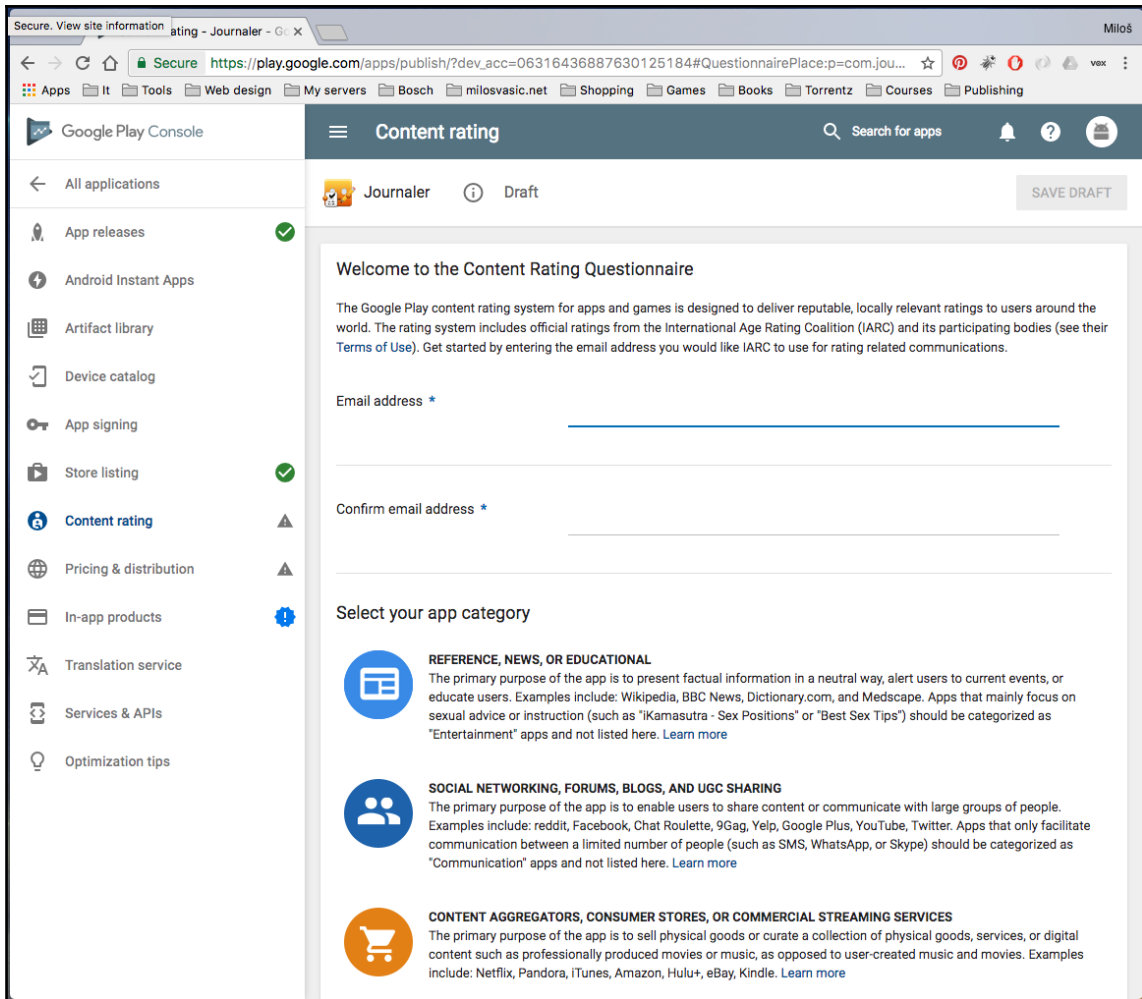 Secure. View site information
ating - Journaler - Go
Miloš
Secure https://play.google.com/apps/publish/?dev_acc=06316436887630125184#QuestionnairePlace:p=com.jou...
vox
Apps It Tools Web design My servers Bosch milosvasic.net Shopping Games Books Torrentz Courses Publishing
Google Play Console
Content rating
Search for apps
All applications
Journaler
Draft
SAVE DRAFT
App releases
Android Instant Apps
Artifact library
Device catalog
App signing
Store listing
Content rating
Pricing & distribution
In-app products
Translation service
Services & APIs
Optimization tips
Welcome to the Content Rating Questionnaire
The Google Play content rating system for apps and games is designed to deliver reputable, locally relevant ratings to users around the
world. The rating system includes official ratings from the International Age Rating Coalition (IARC) and its participating bodies (see their
Terms of Use). Get started by entering the email address you would like IARC to use for rating related communications.
Email address *
Confirm email address *
Select your app category
REFERENCE, NEWS, OR EDUCATIONAL
The primary purpose of the app is to present factual information in a neutral way, alert users to current events, or
educate users. Examples include: Wikipedia, BBC News, Dictionary.com, and Medscape. Apps that mainly focus on
sexual advice or instruction (such as "iKamasutra - Sex Positions" or "Best Sex Tips") should be categorized as
"Entertainment" apps and not listed here. Learn more
SOCIAL NETWORKING, FORUMS, BLOGS, AND UGC SHARING
The primary purpose of the app is to enable users to share content or communicate with large groups of people.
Examples include: reddit, Facebook, Chat Roulette, 9Gag, Yelp, Google Plus, YouTube, Twitter. Apps that only facilitate
communication between a limited number of people (such as SMS, WhatsApp, or Skype) should be categorized as
"Communication" apps and not listed here. Learn more
CONTENT AGGREGATORS, CONSUMER STORES, OR COMMERCIAL STREAMING SERVICES
The primary purpose of the app is to sell physical goods or curate a collection of physical goods, services, or digital
content such as professionally produced movies or music, as opposed to user-created music and movies. Examples
include: Netflix, Pandora, iTunes, Amazon, Hulu+, eBay, Kindle. Learn more